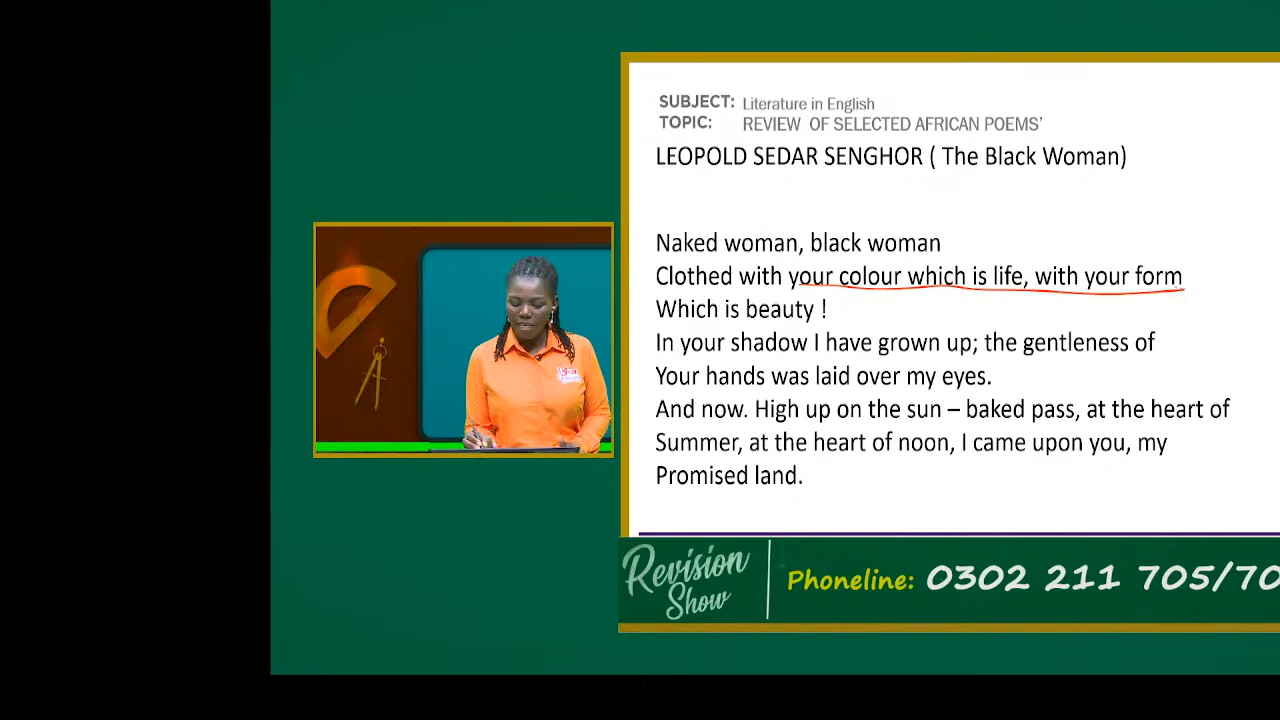 SUBJECT: Literature in English
TOPIC: REVIEW OF SELECTED AFRICAN POEMS’
LEOPOLD SEDAR SENGHOR ( The Black Woman)
Naked woman, black woman
Clothed with your colour which is life, with your form
Which is beauty !
In your shadow I have grown up; the gentleness of
Your hands was laid over my eyes.
And now. High up on the sun – baked pass, at the heart of
Summer, at the heart of noon, I came upon you, my
Promised land.
Revision
Show
Phoneline: 0302 211 705/70